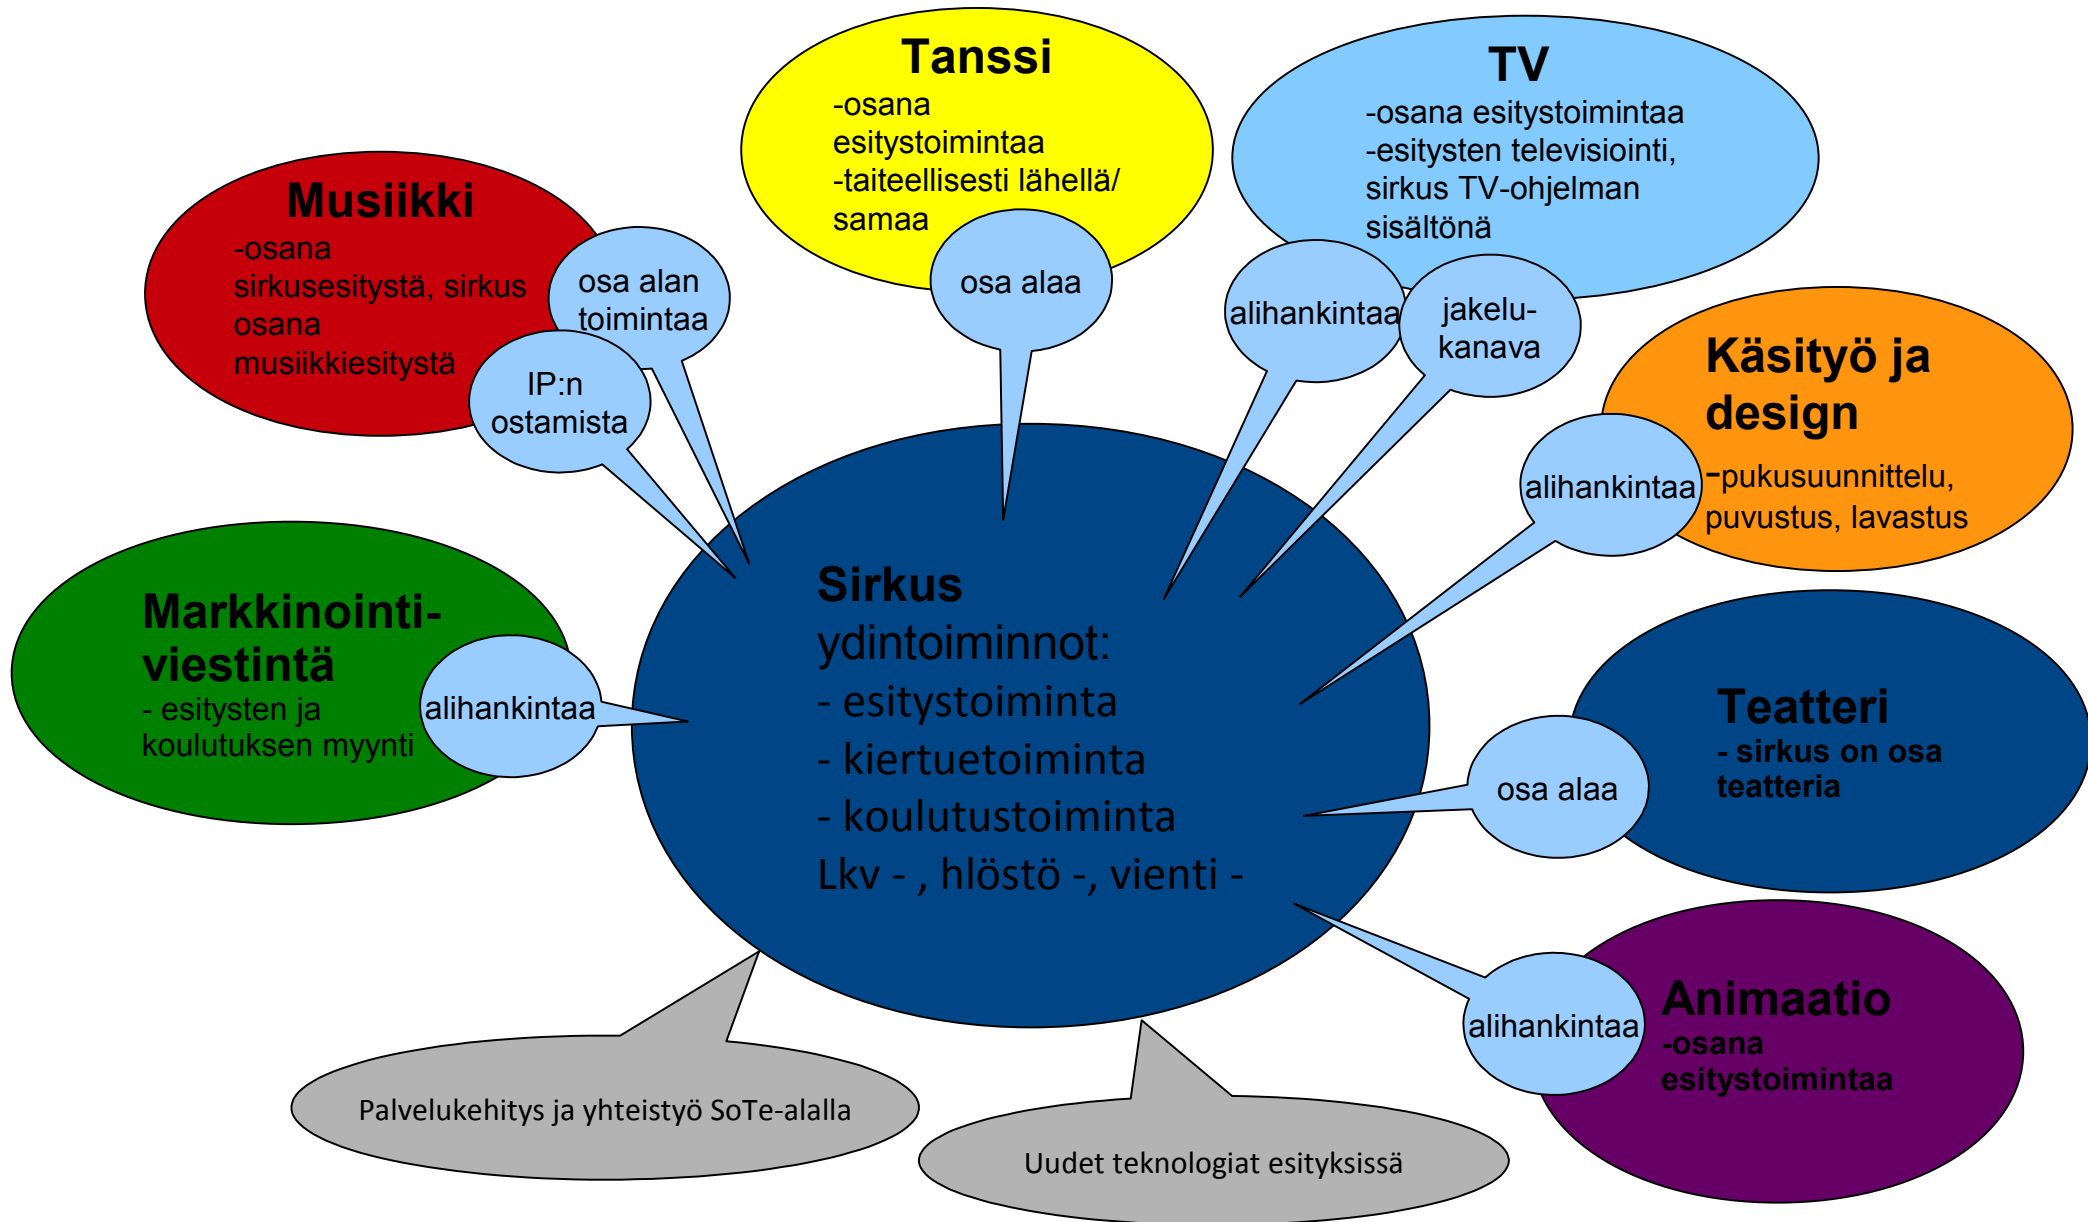 Tanssi
-osana
esitystoimintaa
-taiteellisesti lähellä/
samaa
osa alaa
TV
-osana esitystoimintaa
-esitysten televisiointi,
sirkus TV-ohjelman
sisältönä
alihankintaa
jakelu-
kanava
Musiikki
-osana
sirkusesitystä, sirkus
osana
musiikkiesitystä
osa alan
toimintaa
IP:n
ostamista
Käsityö ja
design
-pukusuunnittelu,
puvustus, lavastus
alihankintaa
Markkinointi-
viestintä
- esitysten ja
koulutuksen myynti
alihankintaa
Sirkus
ydintoiminnot:
- esitystoiminta
- kiertuetoiminta
- koulutustoiminta
Lkv - , hlöstö -, vienti -
Teatteri
- sirkus on osa
teatteria
osa alaa
Animaatio
-osana
esitystoimintaa
alihankintaa
Palvelukehitys ja yhteistyö SoTe-alalla
Uudet teknologiat esityksissä